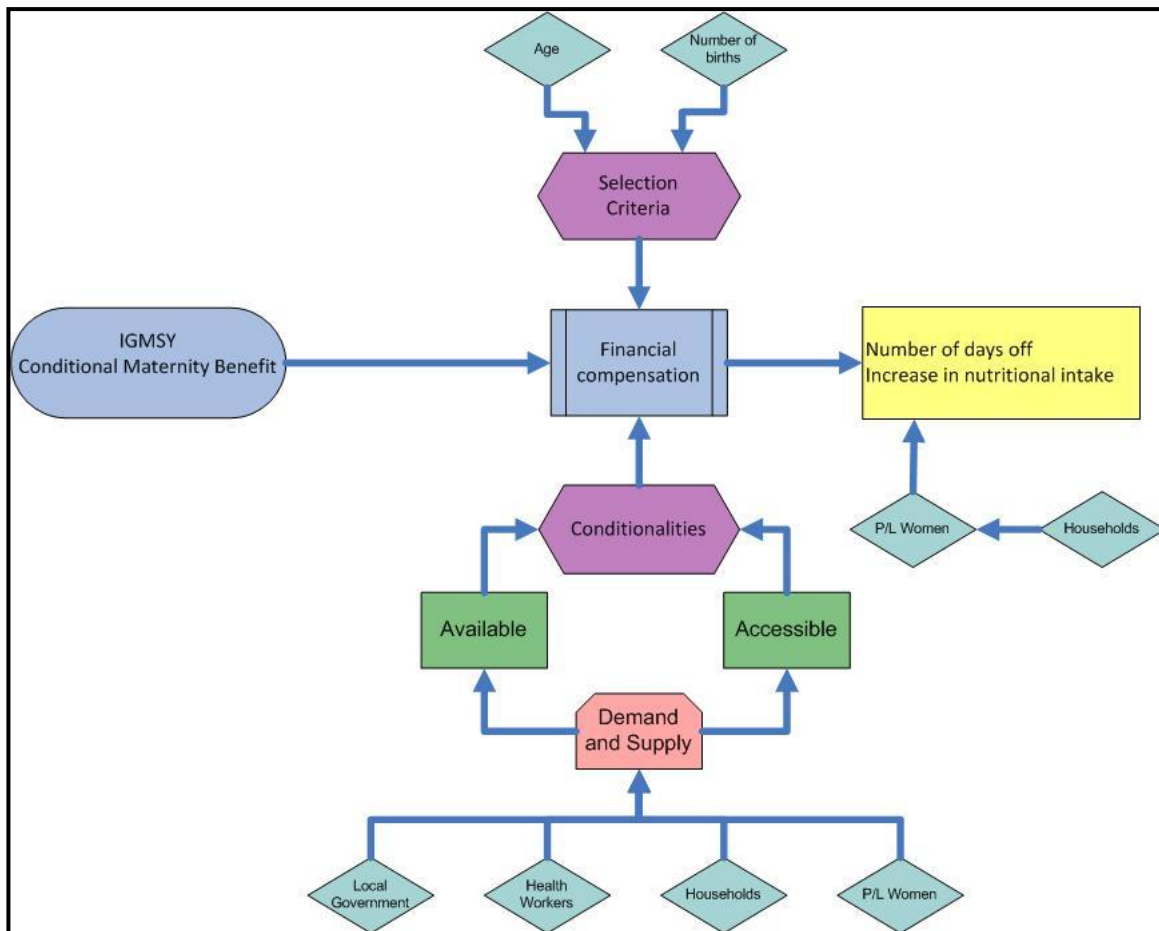 Age
Number of
births
Selection
Criteria
IGMSY
Conditional Maternity Benefit
Financial
compensation
Number of days off
Increase in nutritional intake
Conditionalities
P/L Women
Households
Available
Accessible
Demand
and Supply
Local
Government
Health
Workers
Households
P/L Women